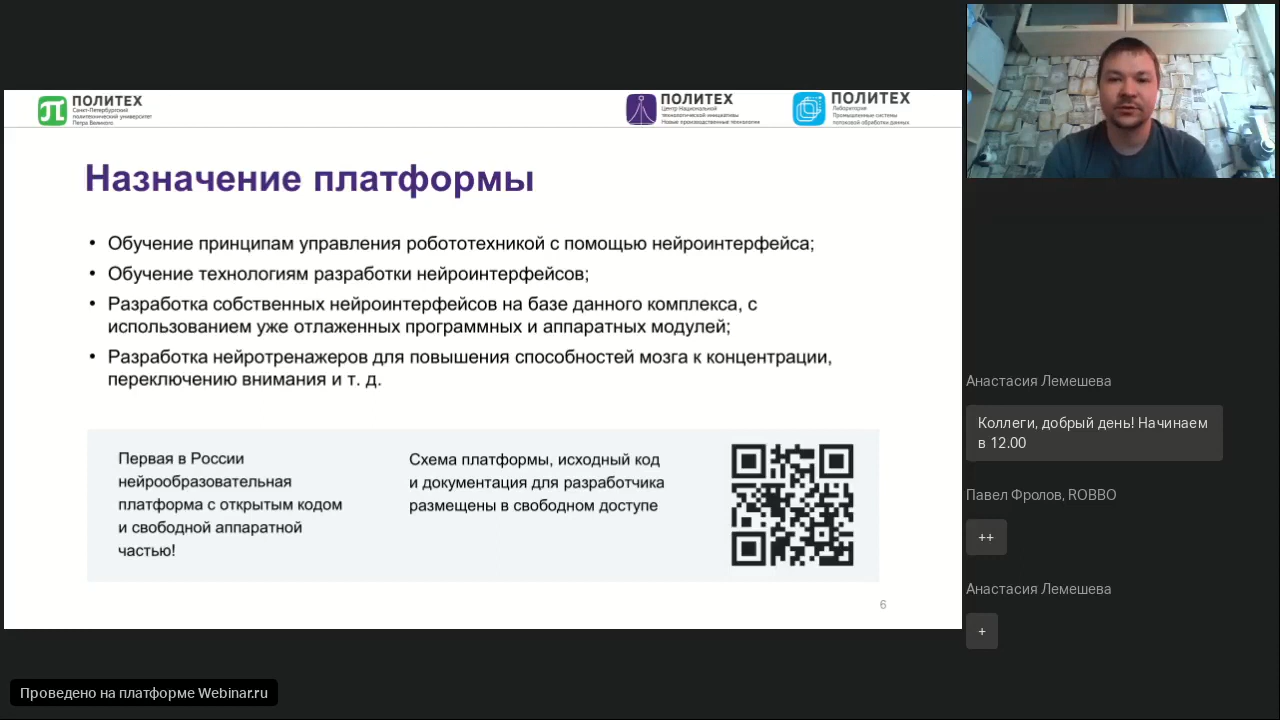 ПОЛИТЕХ
Санкт-Петербургский
политехнический университет
Петра Великого
ПОЛИТЕХ
Центр Национальной
технологической инициативы
Новые производственные технологии
ПОЛИТЕХ
Лаборатория
Промышленные системы
потоковой обработки данных
Назначение платформы
• Обучение принципам управления робототехникой с помощью нейроинтерфейса;
• Обучение технологиям разработки нейроинтерфейсов;
• Разработка собственных нейроинтерфейсов на базе данного комплекса, с
использованием уже отлаженных программных и аппаратных модулей;
• Разработка нейротренажеров для повышения способностей мозга к концентрации,
переключению внимания и т. д.
Первая в России
нейрообразовательная
платформа с открытым кодом
и свободной аппаратной
частью!
Схема платформы, исходный код
и документация для разработчика
размещены в свободном доступе
6
Анастасия Лемешева
Коллеги, добрый день! Начинаем
в 12.00
Павел Фролов, ROBBO
++
Анастасия Лемешева
+
Проведено на платформе Webinar.ru